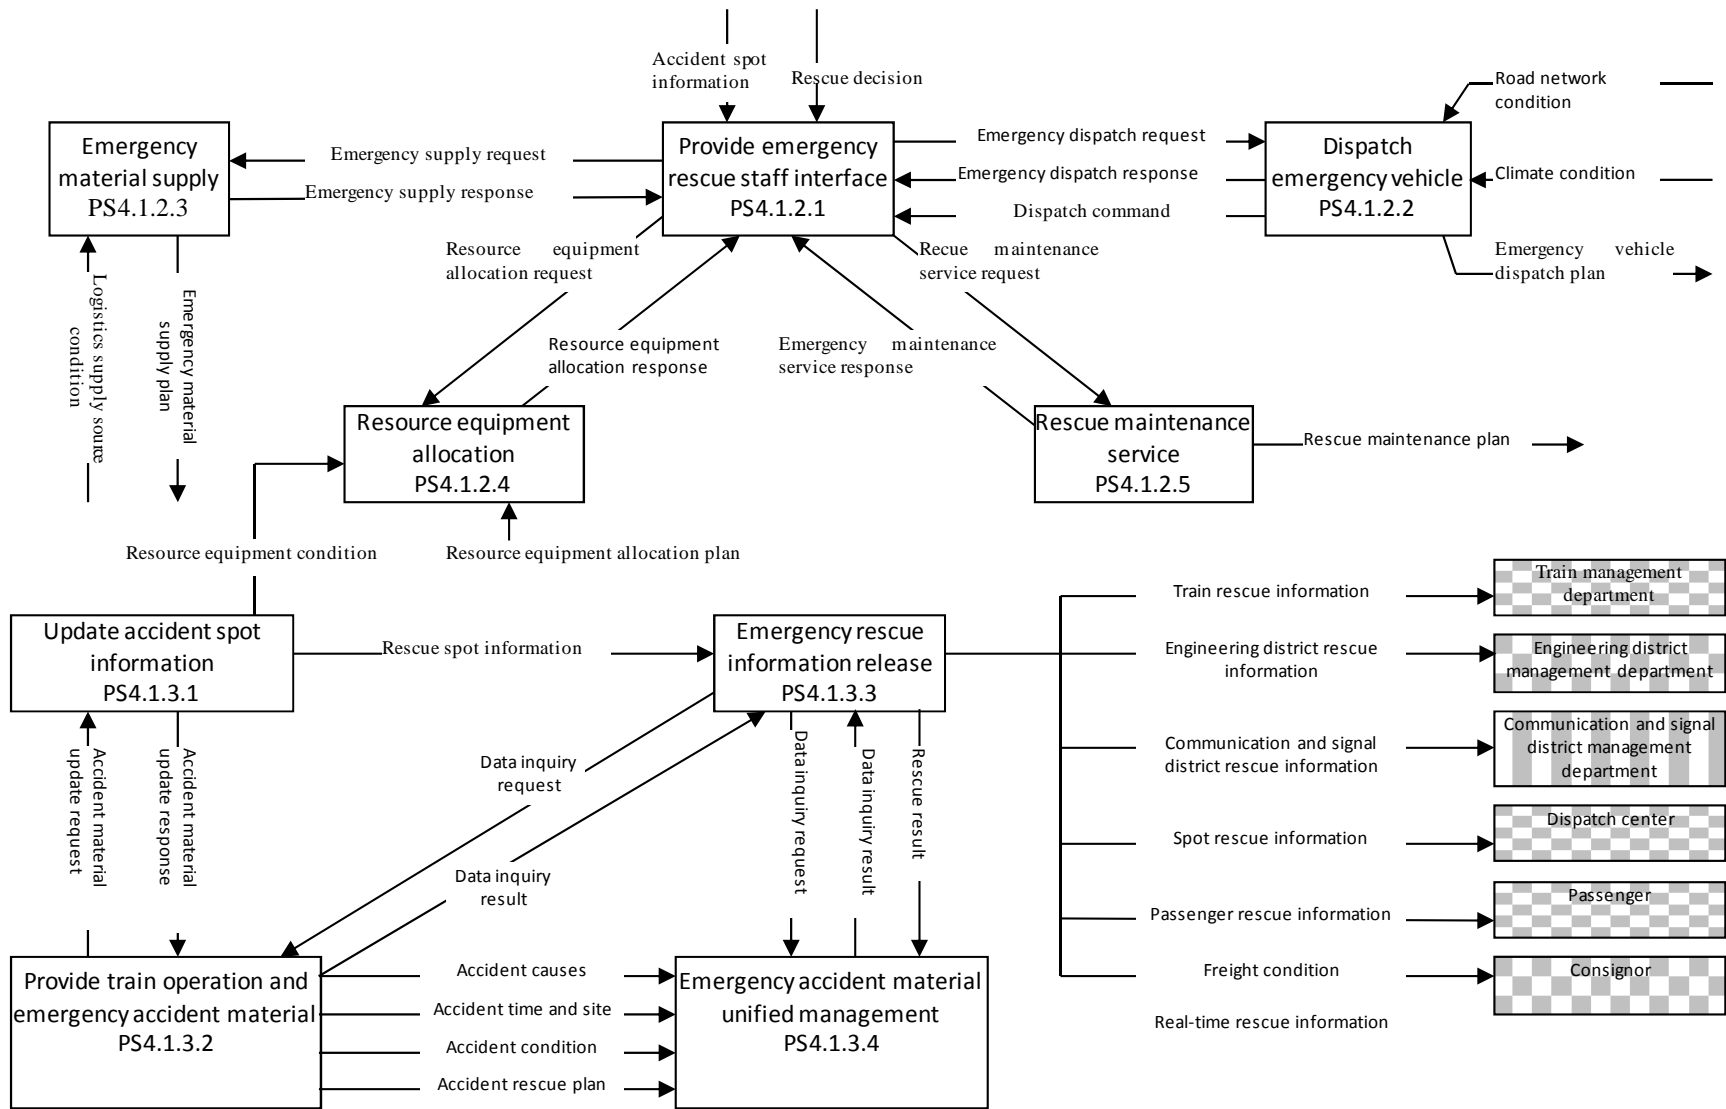 Accident spot
information
Rescue decision
Road network
condition
Emergency
material supply
PS4.1.2.3
Emergency supply request
Emergency supply response
Provide emergency
rescue staff interface
PS4.1.2.1
Emergency dispatch request
Emergency dispatch response
Dispatch command
Dispatch
emergency vehicle
PS4.1.2.2
Climate condition
Emergency vehicle
dispatch plan
Resource equipment
allocation request
Recue maintenance
service request
Logistics supply source
condition
Emergency material
supply plan
Resource equipment
allocation response
Emergency maintenance
service response
Resource equipment
allocation
PS4.1.2.4
Rescue maintenance
service
PS4.1.2.5
Rescue maintenance plan
Resource equipment condition
Resource equipment allocation plan
Update accident spot
information
PS4.1.3.1
Rescue spot information
Emergency rescue
information release
PS4.1.3.3
Train rescue information
Train management
department
Engineering district rescue
information
Engineering district
management department
Communication and signal
district rescue information
Communication and signal
district management
department
Spot rescue information
Dispatch center
Passenger rescue information
Passenger
Freight condition
Consignor
Real-time rescue information
Accident material
update request
Accident material
update response
Data inquiry
request
Data inquiry
result
Data inquiry request
Data inquiry result
Rescue result
Provide train operation and
emergency accident material
PS4.1.3.2
Accident causes
Accident time and site
Accident condition
Accident rescue plan
Emergency accident material
unified management
PS4.1.3.4